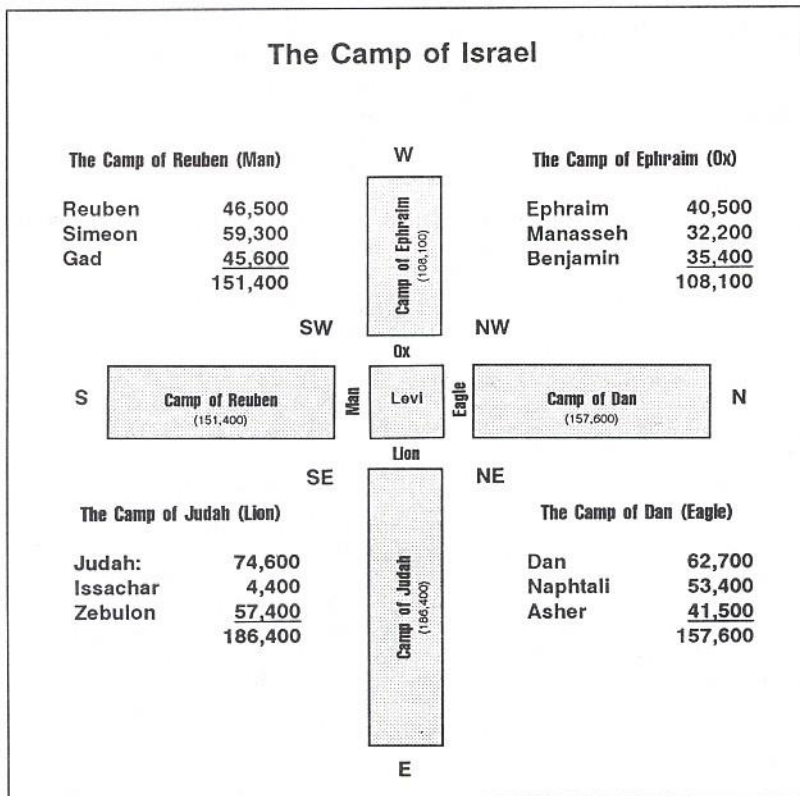 The Camp of Israel
The Camp of Reuben (Man)
Reuben 46,500
Simeon 59,300
Gad 45,600
151,400
W
The Camp of Ephraim (Ox)
Ephraim 40,500
Manasseh 32,200
Benjamin 35,400
108,100
Camp of Ephraim
(108,100)
SW
NW
Ox
S
Camp of Reuben
(151,400)
Man
Levi
Eagle
Camp of Dan
(157,600)
N
Lion
SE
NE
The Camp of Judah (Lion)
Judah: 74,600
Issachar 4,400
Zebulon 57,400
186,400
Camp of Judah
(186,400)
The Camp of Dan (Eagle)
Dan 62,700
Naphtali 53,400
Asher 41,500
157,600
E